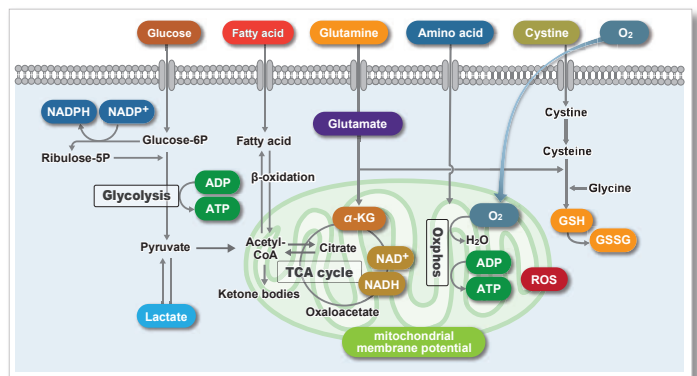 Glucose
Fatty acid
Glutamine
Amino acid
Cystine
O₂
NADPH
NADP⁺
Glucose-6P
Ribulose-5P
Glycolysis
ADP
ATP
Pyruvate
Lactate
Fatty acid
β-oxidation
Acetyl-
CoA
Ketone bodies
Glutamate
α-KG
Citrate
TCA cycle
NAD⁺
NADH
Oxaloacetate
Oxphos
O₂
H₂O
ADP
ATP
ROS
mitochondrial
membrane potential
Cystine
Cysteine
Glycine
GSH
GSSG